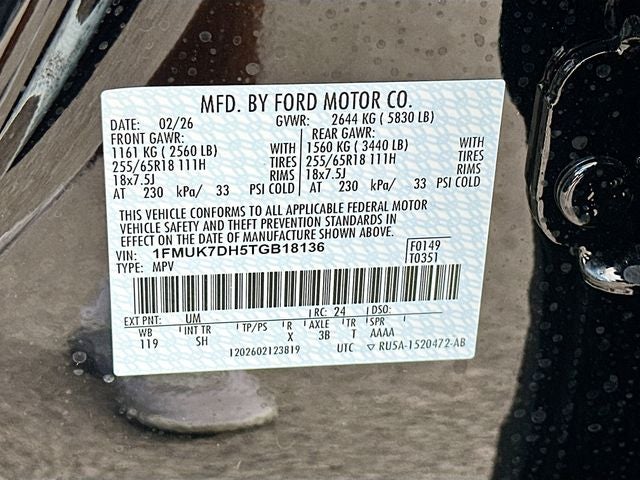 MFD. BY FORD MOTOR CO.
DATE: 02/26 GVWR: 2644 KG ( 5830 LB)
FRONT GAWR: REAR GAWR:
1161 KG ( 2560 LB) WITH 1560 KG ( 3440 LB) WITH
255/65R18 111H TIRES 255/65R18 111H TIRES
18x7.5J RIMS 18x7.5J RIMS
AT 230 kPa/ 33 PSI COLD AT 230 kPa/ 33 PSI COLD
THIS VEHICLE CONFORMS TO ALL APPLICABLE FEDERAL MOTOR
VEHICLE SAFETY AND THEFT PREVENTION STANDARDS IN
EFFECT ON THE DATE OF MANUFACTURE SHOWN ABOVE.
VIN: 1FMUK7DH5TGB18136 F0149
TYPE: MPV T0351
EXT PNT: UM RC: 24 DSO:
WB INT TR TP/PS R AXLE TR SPR
119 SH X 3B T AAAA
1202602123819 UTC ▽ RU5A-1520472-AB